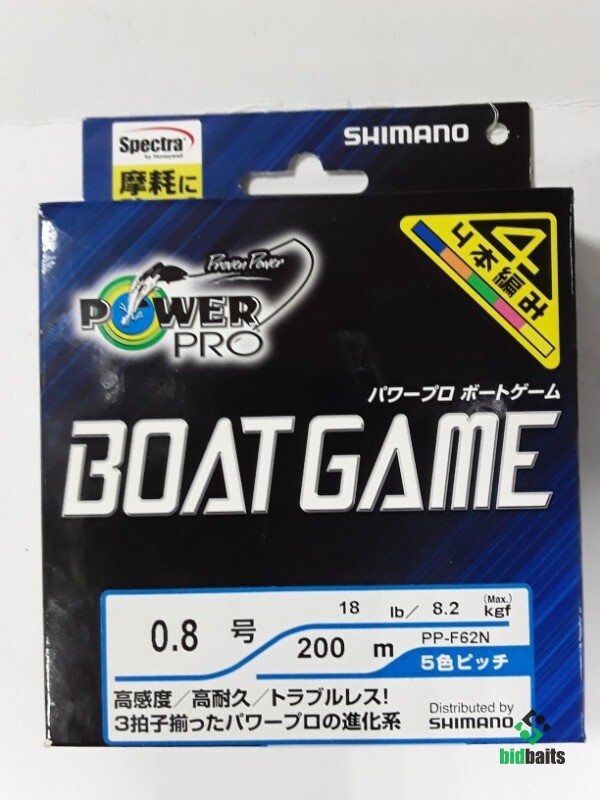 Spectra®
by Honeywell
摩耗に
SHIMANO
4
4本編み
Proven Power
POWER
PRO
パワープロ ボートゲーム
BOAT GAME
0.8 号
18 lb/8.2 (Max.) kgf
200 m
PP-F62N
5色ピッチ
高感度/高耐久/トラブルレス!
3拍子揃ったパワープロの進化系
Distributed by
SHIMANO
bidbaits